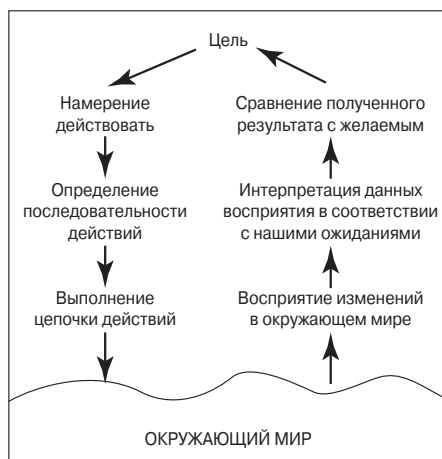 Цель
Намерение
действовать
Определение
последовательности
действий
Выполнение
цепочки действий
Сравнение полученного
результата с желаемым
Интерпретация данных
восприятия в соответствии
с нашими ожиданиями
Восприятие изменений
в окружающем мире
ОКРУЖАЮЩИЙ МИР